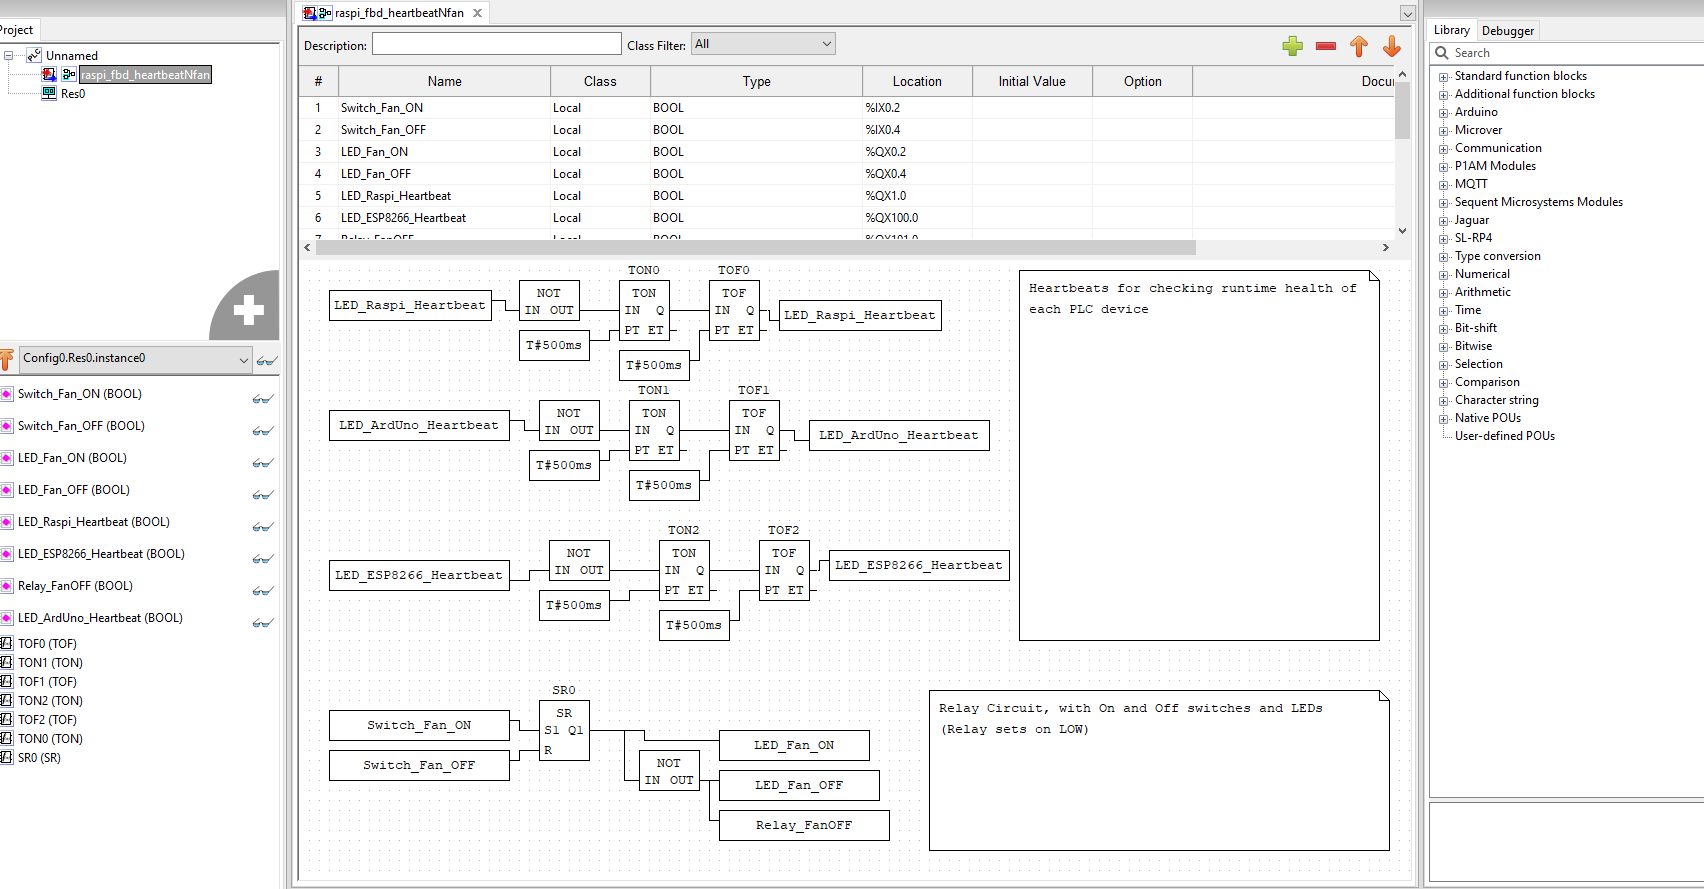 raspi_fbd_heartbeatNfan
Project
Unnamed
raspi_fbd_heartbeatNfan
Res0
Description:
Class Filter: All
# Name Class Type Location Initial Value Option Docu
1 Switch_Fan_ON Local BOOL %IX0.2
2 Switch_Fan_OFF Local BOOL %IX0.4
3 LED_Fan_ON Local BOOL %QX0.2
4 LED_Fan_OFF Local BOOL %QX0.4
5 LED_Raspi_Heartbeat Local BOOL %QX1.0
6 LED_ESP8266_Heartbeat Local BOOL %QX100.0
7 Relay_FanOFF Local BOOL %QX101.0
Config0.Res0.instance0
Switch_Fan_ON (BOOL)
Switch_Fan_OFF (BOOL)
LED_Fan_ON (BOOL)
LED_Fan_OFF (BOOL)
LED_Raspi_Heartbeat (BOOL)
LED_ESP8266_Heartbeat (BOOL)
Relay_FanOFF (BOOL)
LED_ArdUno_Heartbeat (BOOL)
TOF0 (TOF)
TON1 (TON)
TOF1 (TOF)
TON2 (TON)
TOF2 (TOF)
TON0 (TON)
SR0 (SR)
TON0 TOF0
NOT TON TOF
LED_Raspi_Heartbeat IN OUT IN Q IN Q LED_Raspi_Heartbeat
PT ET PT ET
T#500ms
T#500ms
TON1 TOF1
NOT TON TOF
LED_ArdUno_Heartbeat IN OUT IN Q IN Q LED_ArdUno_Heartbeat
PT ET PT ET
T#500ms
T#500ms
TON2 TOF2
NOT TON TOF
LED_ESP8266_Heartbeat IN OUT IN Q IN Q LED_ESP8266_Heartbeat
PT ET PT ET
T#500ms
T#500ms
Heartbeats for checking runtime health of
each PLC device
SR0
SR
Switch_Fan_ON S1 Q1
R
Switch_Fan_OFF
LED_Fan_ON
NOT
IN OUT LED_Fan_OFF
Relay_FanOFF
Relay Circuit, with On and Off switches and LEDs
(Relay sets on LOW)
Library Debugger
Search
Standard function blocks
Additional function blocks
Arduino
Microver
Communication
P1AM Modules
MQTT
Sequent Microsystems Modules
Jaguar
SL-RP4
Type conversion
Numerical
Arithmetic
Time
Bit-shift
Bitwise
Selection
Comparison
Character string
Native POUs
User-defined POUs